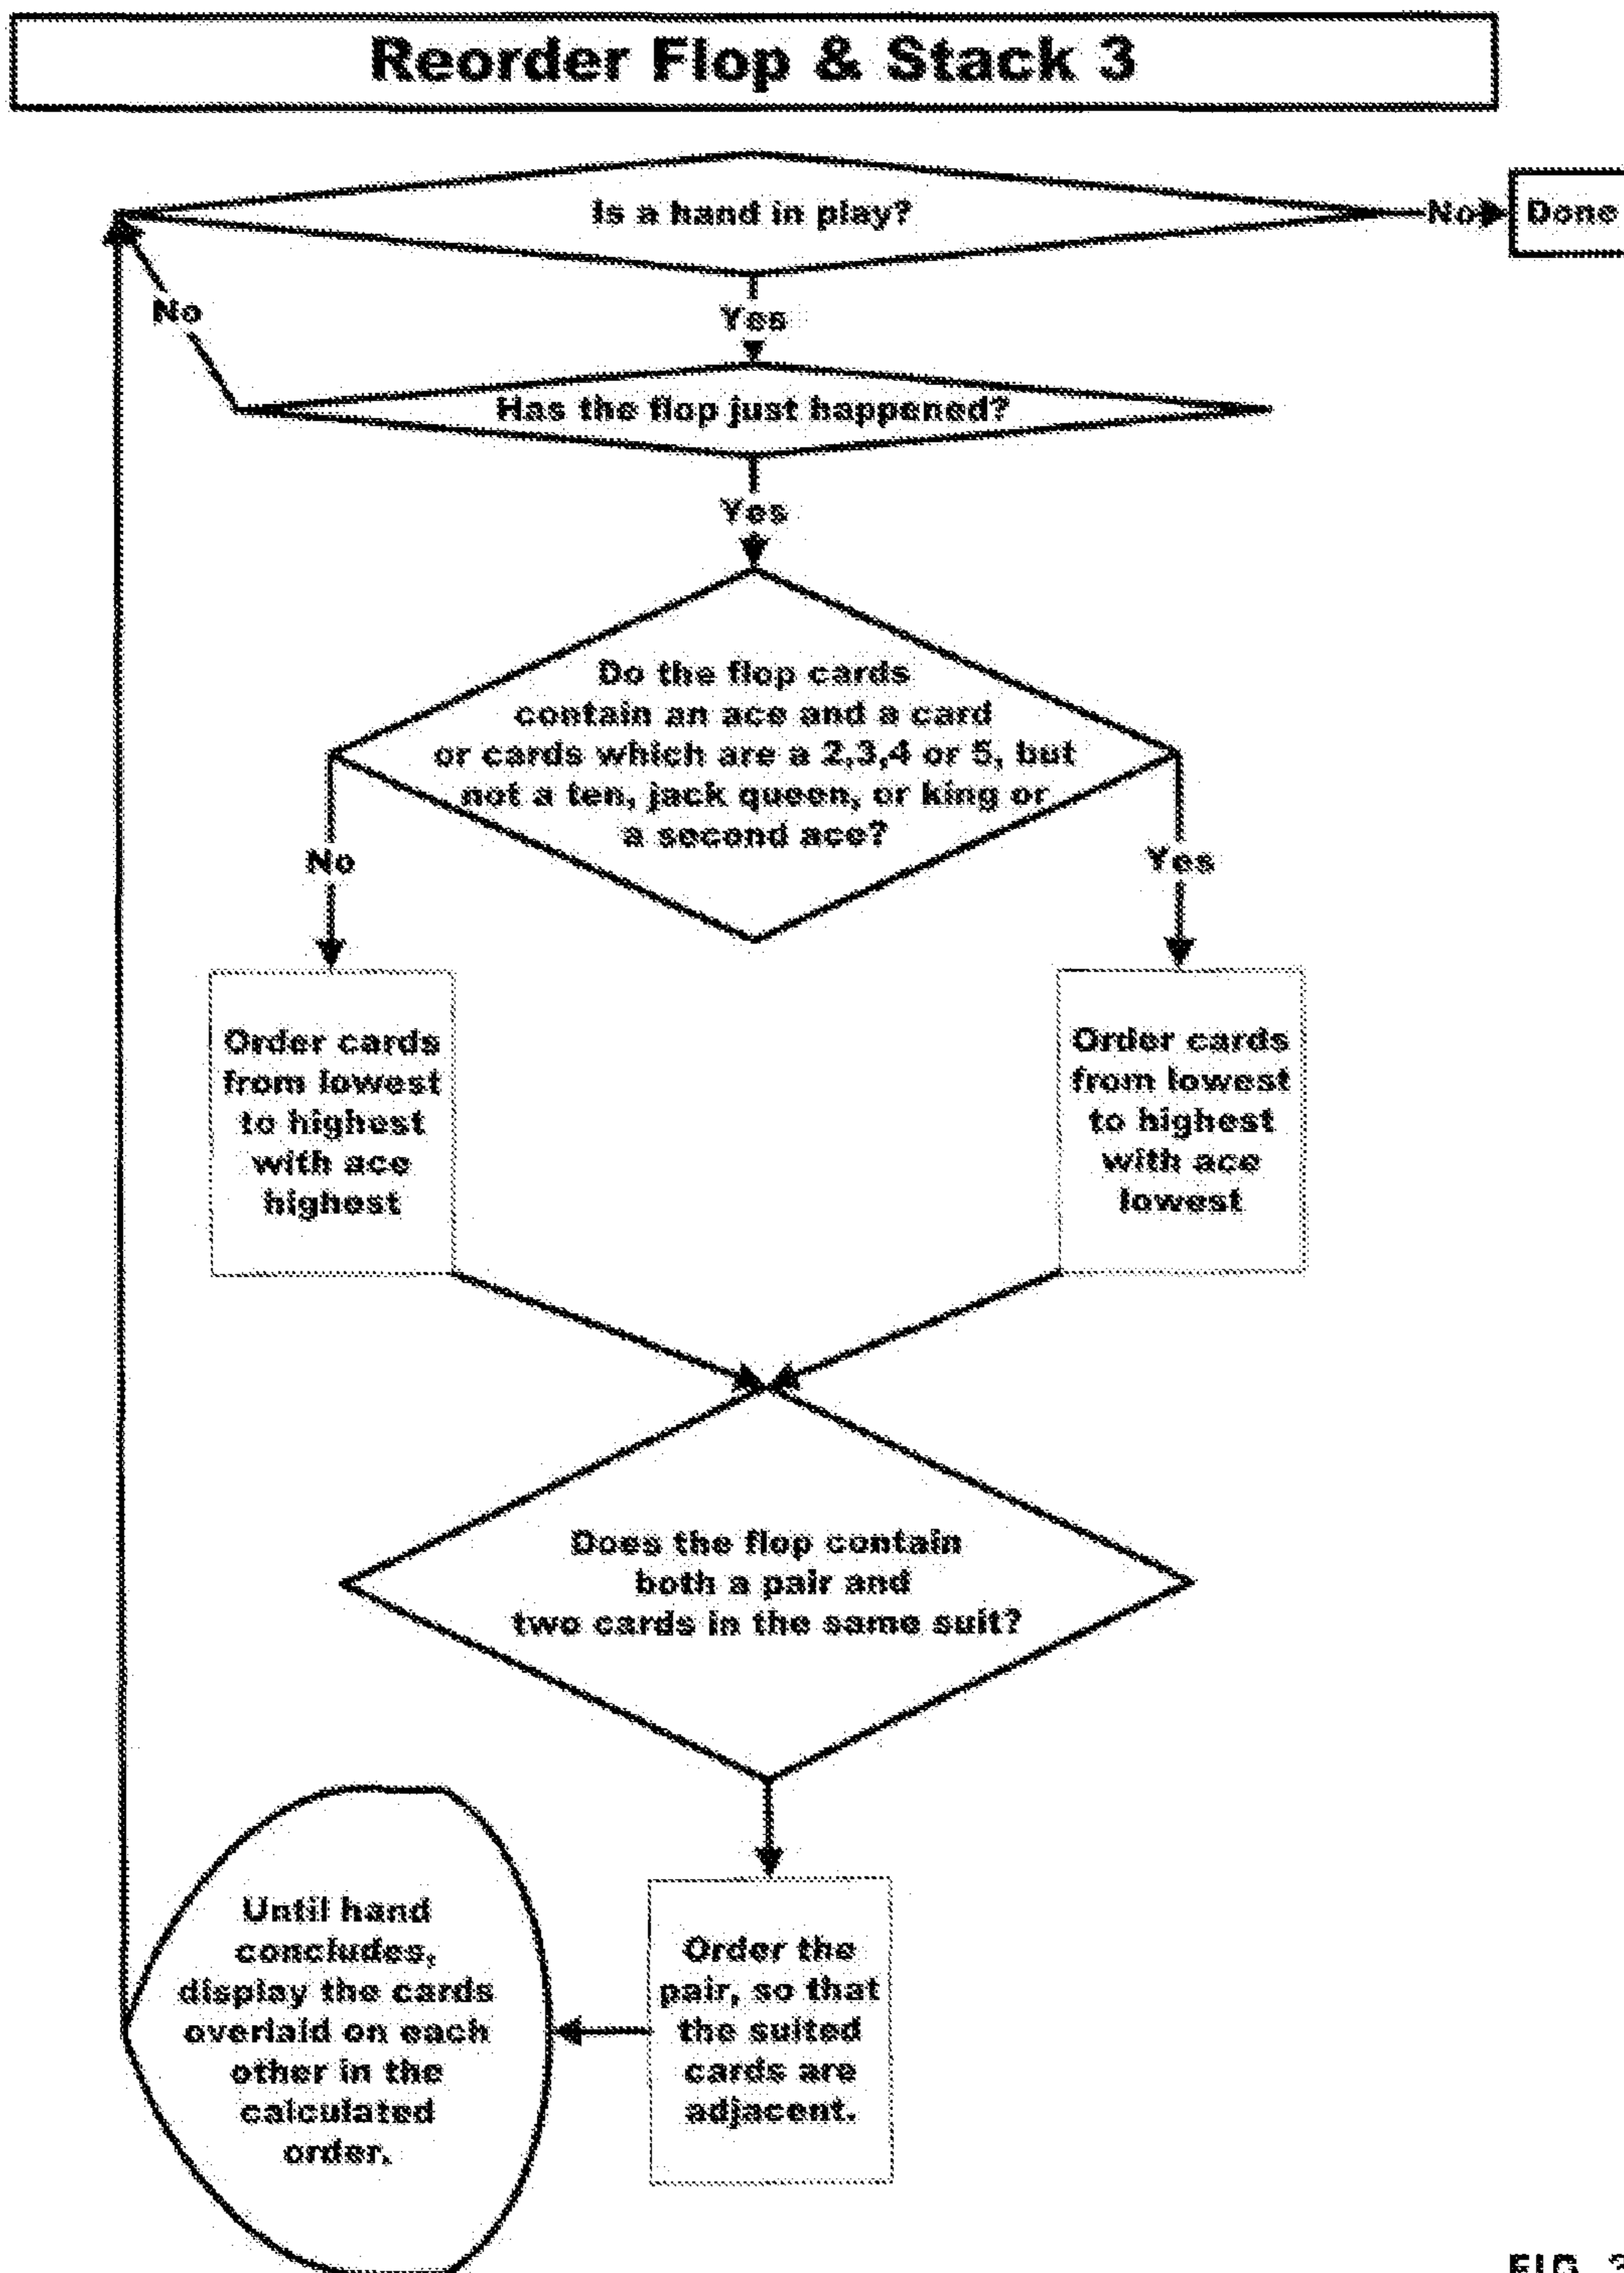 Reorder Flop & Stack 3
Is a hand in play?
No
Done
No
Yes
Has the flop just happened?
Yes
Do the flop cards
contain an ace and a card
or cards which are a 2,3,4 or 5, but
not a ten, jack queen, or king or
a second ace?
No
Yes
Order cards
from lowest
to highest
with ace
highest
Order cards
from lowest
to highest
with ace
lowest
Does the flop contain
both a pair and
two cards in the same suit?
Until hand
concludes,
display the cards
overlaid on each
other in the
calculated
order.
Order the
pair, so that
the suited
cards are
adjacent.
FIG.